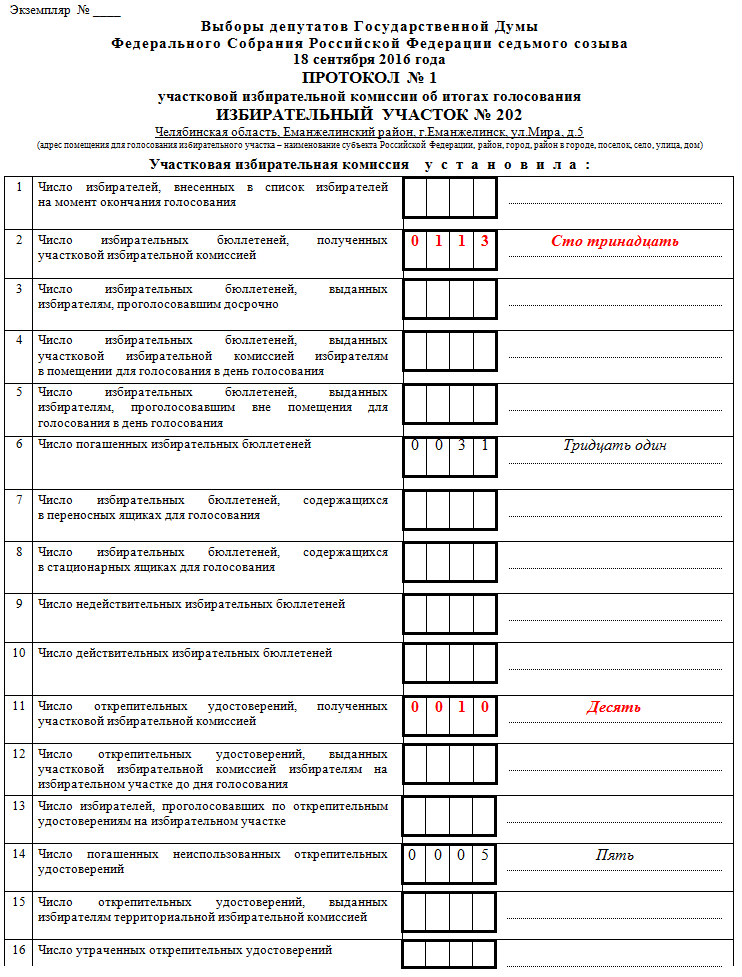 Экземпляр № ____
Выборы депутатов Государственной Думы
Федерального Собрания Российской Федерации седьмого созыва
18 сентября 2016 года
ПРОТОКОЛ № 1
участковой избирательной комиссии об итогах голосования
ИЗБИРАТЕЛЬНЫЙ УЧАСТОК № 202
Челябинская область, Еманжелинский район, г.Еманжелинск, ул.Мира, д.5
(адрес помещения для голосования избирательного участка – наименование субъекта Российской Федерации, район, город, район в городе, поселок, село, улица, дом)
Участковая избирательная комиссия установила:
1 Число избирателей, внесенных в список избирателей
на момент окончания голосования
2 Число избирательных бюллетеней, полученных 0 1 1 3 Сто тринадцать
участковой избирательной комиссией
3 Число избирательных бюллетеней, выданных
избирателям, проголосовавшим досрочно
4 Число избирательных бюллетеней, выданных
участковой избирательной комиссией избирателям
в помещении для голосования в день голосования
5 Число избирательных бюллетеней, выданных
избирателям, проголосовавшим вне помещения для
голосования в день голосования
6 Число погашенных избирательных бюллетеней 0 0 3 1 Тридцать один
7 Число избирательных бюллетеней, содержащихся
в переносных ящиках для голосования
8 Число избирательных бюллетеней, содержащихся
в стационарных ящиках для голосования
9 Число недействительных избирательных бюллетеней
10 Число действительных избирательных бюллетеней
11 Число открепительных удостоверений, полученных 0 0 1 0 Десять
участковой избирательной комиссией
12 Число открепительных удостоверений, выданных
участковой избирательной комиссией избирателям на
избирательном участке до дня голосования
13 Число избирателей, проголосовавших по открепительным
удостоверениям на избирательном участке
14 Число погашенных неиспользованных открепительных 0 0 0 5 Пять
удостоверений
15 Число открепительных удостоверений, выданных
избирателям территориальной избирательной комиссией
16 Число утраченных открепительных удостоверений